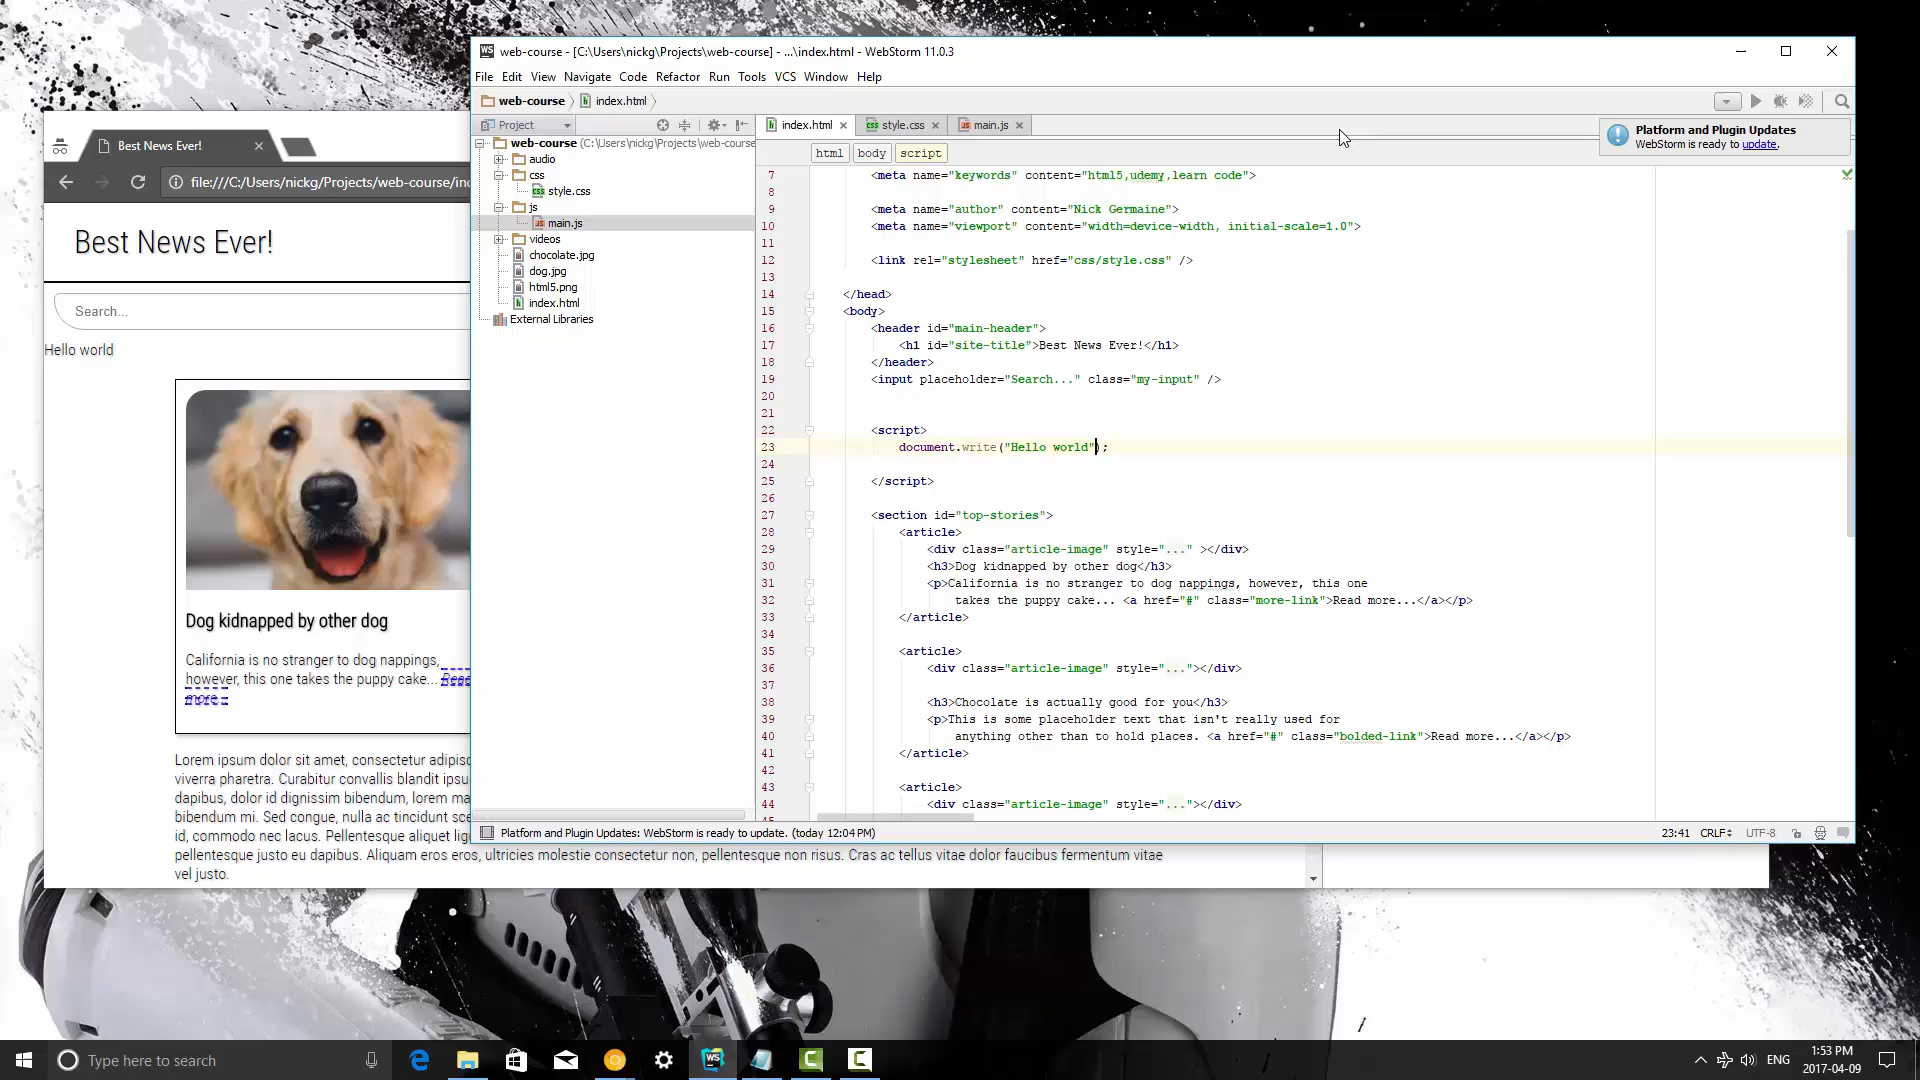 web-course - [C:\Users\nickg\Projects\web-course] - ...\index.html - WebStorm 11.0.3
File Edit View Navigate Code Refactor Run Tools VCS Window Help
web-course index.html
Project
index.html style.css main.js
Platform and Plugin Updates
WebStorm is ready to update.
web-course (C:\Users\nickg\Projects\web-course
audio
css
style.css
js
main.js
videos
chocolate.jpg
dog.jpg
html5.png
index.html
External Libraries
html body script
7 <meta name="keywords" content="html5,udemy,learn code">
8
9 <meta name="author" content="Nick Germaine">
10 <meta name="viewport" content="width=device-width, initial-scale=1.0">
11
12 <link rel="stylesheet" href="css/style.css" />
13
14 </head>
15 <body>
16 <header id="main-header">
17 <h1 id="site-title">Best News Ever!</h1>
18 </header>
19 <input placeholder="Search..." class="my-input" />
20
21
22 <script>
23 document.write("Hello world");
24
25 </script>
26
27 <section id="top-stories">
28 <article>
29 <div class="article-image" style="..." ></div>
30 <h3>Dog kidnapped by other dog</h3>
31 <p>California is no stranger to dog nappings, however, this one
32 takes the puppy cake... <a href="#" class="more-link">Read more...</a></p>
33 </article>
34
35 <article>
36 <div class="article-image" style="..."></div>
37
38 <h3>Chocolate is actually good for you</h3>
39 <p>This is some placeholder text that isn't really used for
40 anything other than to hold places. <a href="#" class="bolded-link">Read more...</a></p>
41 </article>
42
43 <article>
44 <div class="article-image" style="..."></div>
Platform and Plugin Updates: WebStorm is ready to update. (today 12:04 PM)
23:41 CRLF UTF-8
Best News Ever!
file:///C:/Users/nickg/Projects/web-course/in
Best News Ever!
Search...
Hello world
Dog kidnapped by other dog
California is no stranger to dog nappings,
however, this one takes the puppy cake... Read
more...
Lorem ipsum dolor sit amet, consectetur adipisc
viverra pharetra. Curabitur convallis blandit ipsu
dapibus, dolor id dignissim bibendum, lorem ma
bibendum mi. Sed congue, nulla ac tincidunt sce
id, commodo nec lacus. Pellentesque aliquet lig
pellentesque justo eu dapibus. Aliquam eros eros, ultricies molestie consectetur non, pellentesque non risus. Cras ac tellus vitae dolor faucibus fermentum vitae
vel justo.
Type here to search
ENG
1:53 PM
2017-04-09